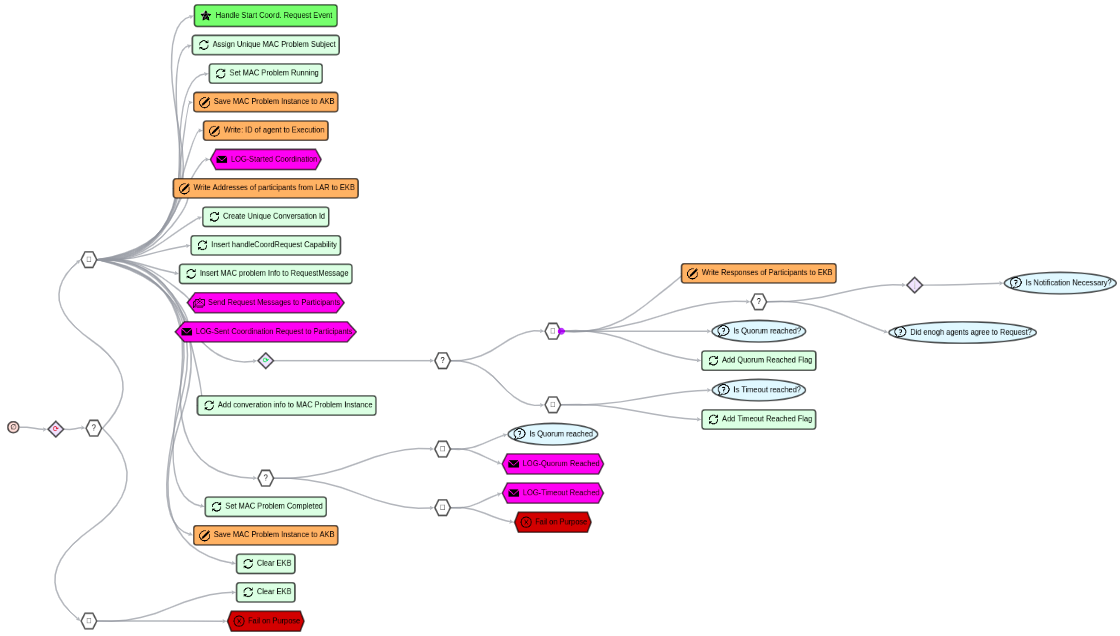 Handle Start Coord. Request Event
Assign Unique MAC Problem Subject
Set MAC Problem Running
Save MAC Problem Instance to AKB
Write: ID of agent to Execution
LOG-Started Coordination
Write Addresses of participants from LAR to EKB
Create Unique Conversation Id
Insert handleCoordRequest Capability
Insert MAC problem Info to RequestMessage
Send Request Messages to Participants
LOG-Sent Coordination Request to Participants
Write Responses of Participants to EKB
?
Is Notification Necessary?
Is Quorum reached?
Did enogh agents agree to Request?
?
Add Quorum Reached Flag
Is Timeout reached?
Add converation info to MAC Problem Instance
Add Timeout Reached Flag
?
Is Quorum reached
LOG-Quorum Reached
?
LOG-Timeout Reached
Set MAC Problem Completed
Fail on Purpose
Save MAC Problem Instance to AKB
Clear EKB
Clear EKB
Fail on Purpose